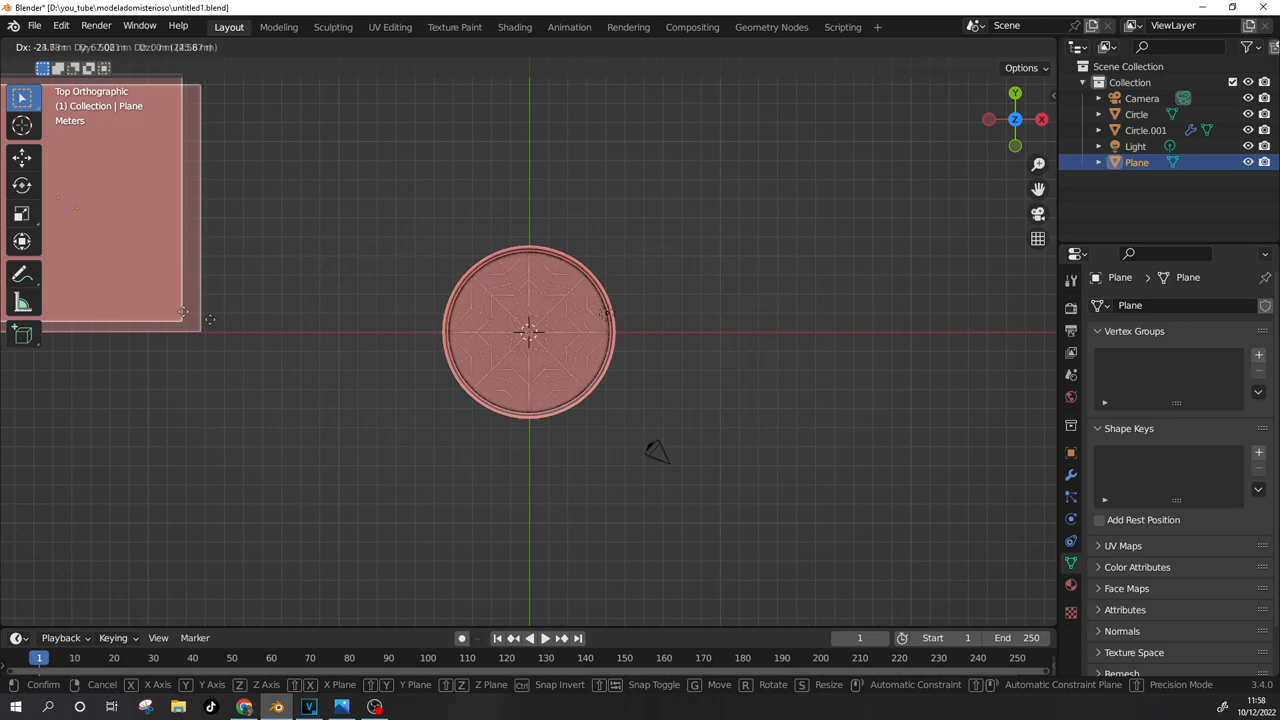 Blender* [D:\you_tube\modeladomisterioso\untitled1.blend]
File Edit Render Window Help Layout Modeling Sculpting UV Editing Texture Paint Shading Animation Rendering Compositing Geometry Nodes Scripting Scene ViewLayer
Options
Top Orthographic
(1) Collection | Plane
Meters
Y
Z
X
Scene Collection
Collection
Camera
Circle
Circle.001
Light
Plane
Plane Plane
Plane
Vertex Groups
Shape Keys
Add Rest Position
UV Maps
Color Attributes
Face Maps
Attributes
Normals
Texture Space
Remesh
Playback Keying View Marker 1 Start 1 End 250
1 10 20 30 40 50 60 70 80 90 100 110 120 130 140 150 160 170 180 190 200 210 220 230 240 250
Confirm Cancel X X Axis Y Y Axis Z Z Axis X X Plane Y Y Plane Z Z Plane Ctrl Snap Invert Snap Toggle G Move R Rotate S Resize Automatic Constraint Automatic Constraint Plane Precision Mode 3.4.0
11:58
10/12/2022